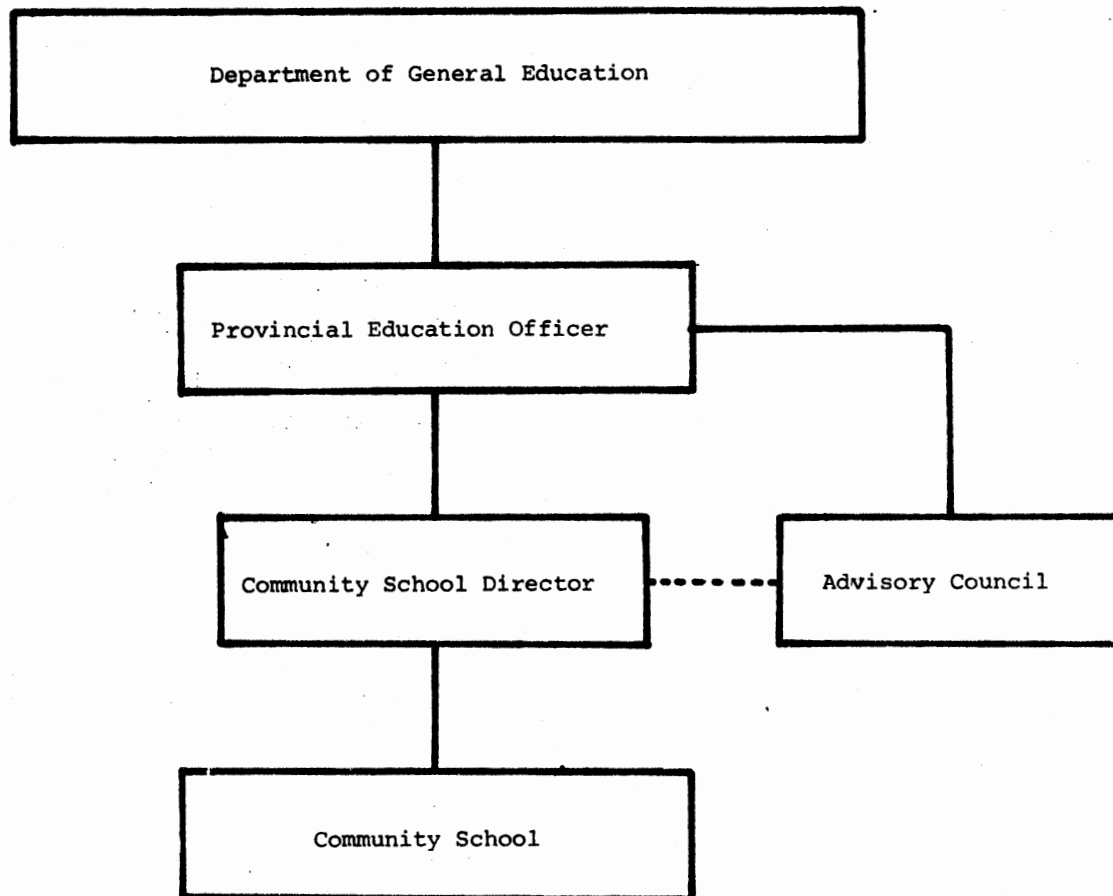 Department of General Education
Provincial Education Officer
Community School Director
Advisory Council
Community School